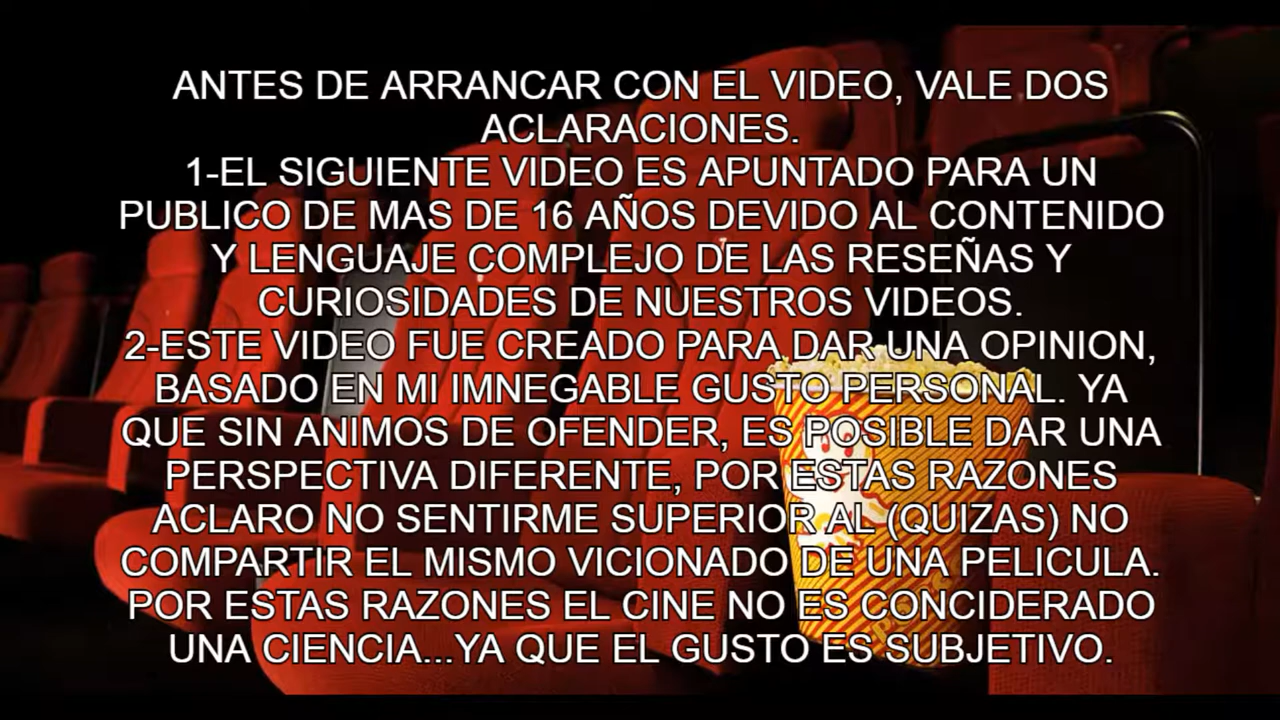 ANTES DE ARRANCAR CON EL VIDEO, VALE DOS
ACLARACIONES.
1-EL SIGUIENTE VIDEO ES APUNTADO PARA UN
PUBLICO DE MAS DE 16 AÑOS DEVIDO AL CONTENIDO
Y LENGUAJE COMPLEJO DE LAS RESEÑAS Y
CURIOSIDADES DE NUESTROS VIDEOS.
2-ESTE VIDEO FUE CREADO PARA DAR UNA OPINION,
BASADO EN MI IMNEGABLE GUSTO PERSONAL. YA
QUE SIN ANIMOS DE OFENDER, ES POSIBLE DAR UNA
PERSPECTIVA DIFERENTE, POR ESTAS RAZONES
ACLARO NO SENTIRME SUPERIOR AL (QUIZAS) NO
COMPARTIR EL MISMO VICIONADO DE UNA PELICULA.
POR ESTAS RAZONES EL CINE NO ES CONCIDERADO
UNA CIENCIA...YA QUE EL GUSTO ES SUBJETIVO.